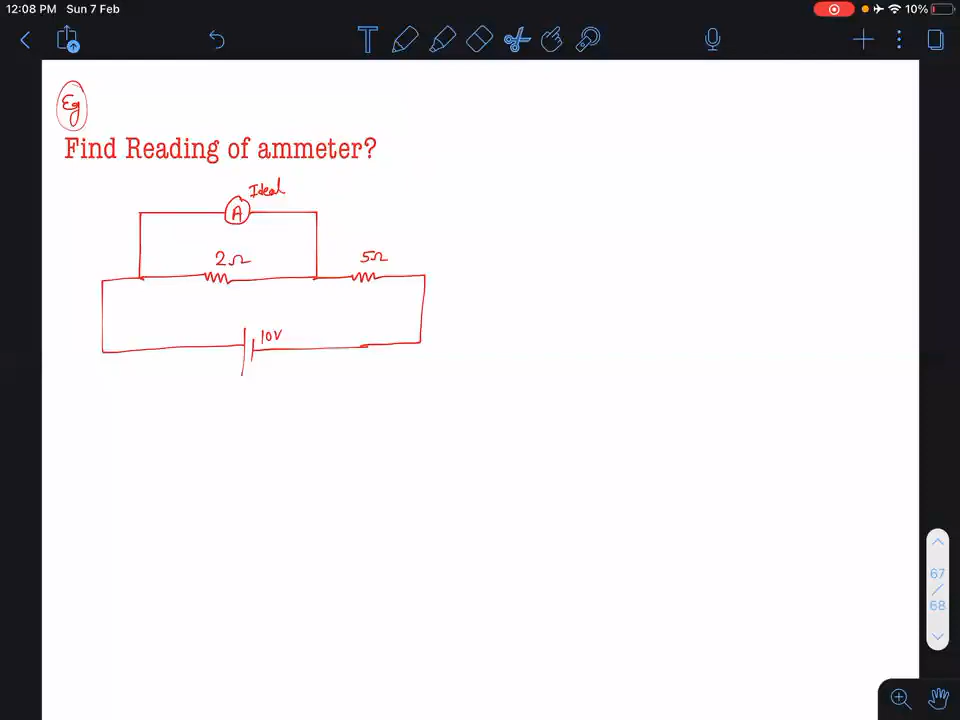 12:08 PM Sun 7 Feb 10%
Eg
Find Reading of ammeter?
Ideal
A
2Ω
5Ω
10V
67
/
68